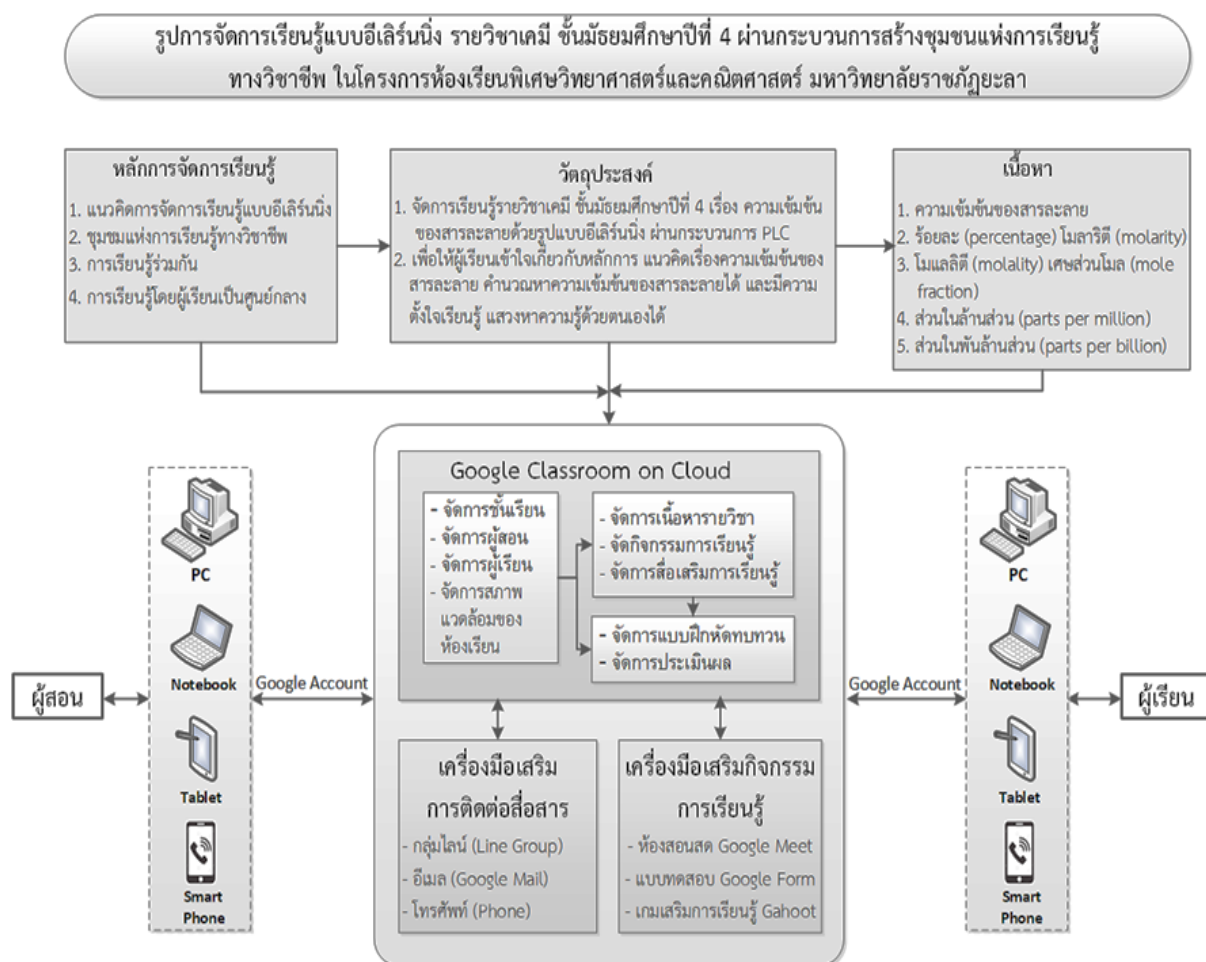 รูปการจัดการเรียนรู้แบบอีเลิร์นนิ่ง รายวิชาเคมี ชั้นมัธยมศึกษาปีที่ 4 ผ่านกระบวนการสร้างชุมชนแห่งการเรียนรู้
ทางวิชาชีพ ในโครงการห้องเรียนพิเศษวิทยาศาสตร์และคณิตศาสตร์ มหาวิทยาลัยราชภัฏยะลา
หลักการจัดการเรียนรู้
1. แนวคิดการจัดการเรียนรู้แบบอีเลิร์นนิ่ง
2. ชุมชมแห่งการเรียนรู้ทางวิชาชีพ
3. การเรียนรู้ร่วมกัน
4. การเรียนรู้โดยผู้เรียนเป็นศูนย์กลาง
วัตถุประสงค์
1. จัดการเรียนรู้รายวิชาเคมี ชั้นมัธยมศึกษาปีที่ 4 เรื่อง ความเข้มข้น
ของสารละลายด้วยรูปแบบอีเลิร์นนิ่ง ผ่านกระบวนการ PLC
2. เพื่อให้ผู้เรียนเข้าใจเกี่ยวกับหลักการ แนวคิดเรื่องความเข้มข้นของ
สารละลาย คำนวณหาความเข้มข้นของสารละลายได้ และมีความ
ตั้งใจเรียนรู้ แสวงหาความรู้ด้วยตนเองได้
เนื้อหา
1. ความเข้มข้นของสารละลาย
2. ร้อยละ (percentage) โมลาริตี (molarity)
3. โมแลลิตี (molality) เศษส่วนโมล (mole
fraction)
4. ส่วนในล้านส่วน (parts per million)
5. ส่วนในพันล้านส่วน (parts per billion)
Google Classroom on Cloud
- จัดการชั้นเรียน
- จัดการผู้สอน
- จัดการผู้เรียน
- จัดการสภาพ
แวดล้อมของ
ห้องเรียน
- จัดการเนื้อหารายวิชา
- จัดกิจกรรมการเรียนรู้
- จัดการสื่อเสริมการเรียนรู้
- จัดการแบบฝึกหัดทบทวน
- จัดการประเมินผล
ผู้สอน
PC
Notebook
Tablet
Smart
Phone
Google Account
เครื่องมือเสริม
การติดต่อสื่อสาร
- กลุ่มไลน์ (Line Group)
- อีเมล (Google Mail)
- โทรศัพท์ (Phone)
เครื่องมือเสริมกิจกรรม
การเรียนรู้
- ห้องสอนสด Google Meet
- แบบทดสอบ Google Form
- เกมเสริมการเรียนรู้ Gahoot
Google Account
PC
Notebook
Tablet
Smart
Phone
ผู้เรียน